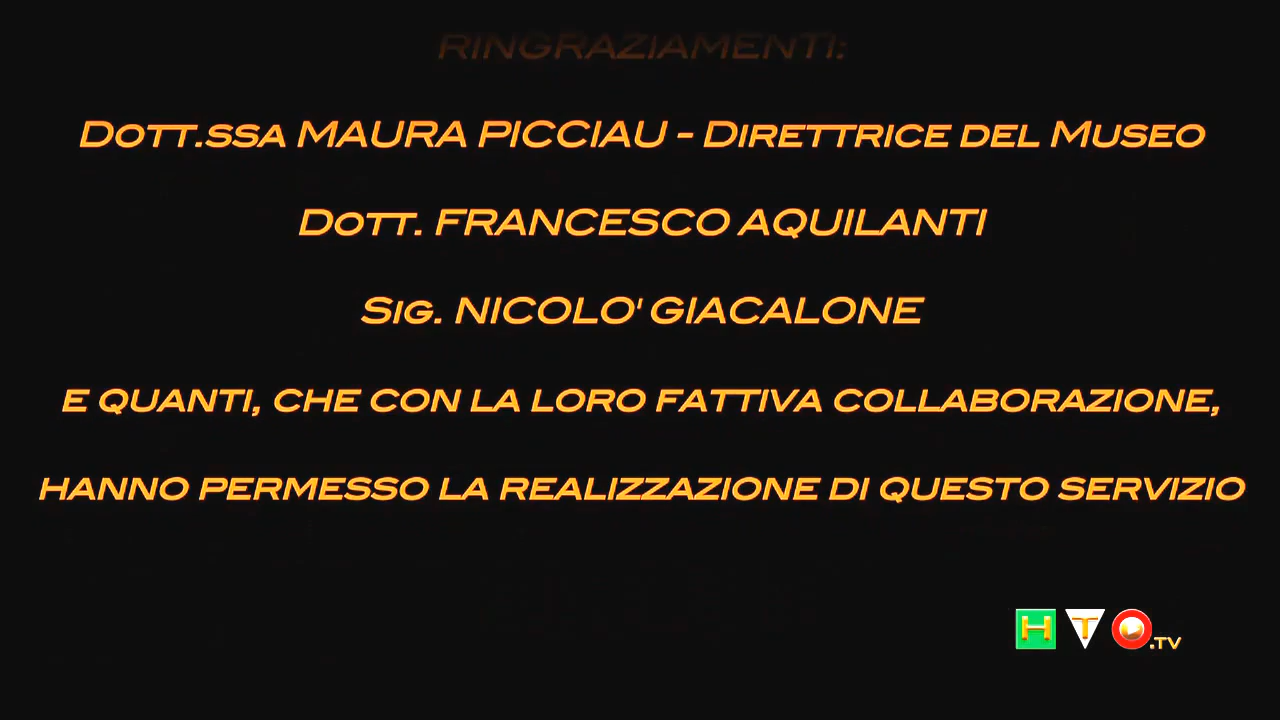 RINGRAZIAMENTI:
Dott.ssa MAURA PICCIAU - Direttrice del Museo
Dott. FRANCESCO AQUILANTI
Sig. NICOLO' GIACALONE
E QUANTI, CHE CON LA LORO FATTIVA COLLABORAZIONE,
HANNO PERMESSO LA REALIZZAZIONE DI QUESTO SERVIZIO
HTO.TV